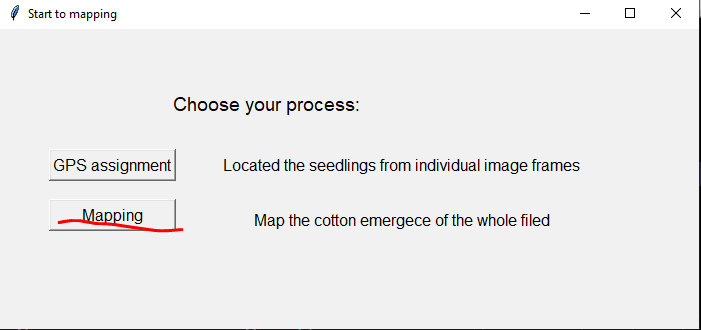 Start to mapping
Choose your process:
GPS assignment
Located the seedlings from individual image frames
Mapping
Map the cotton emergece of the whole filed